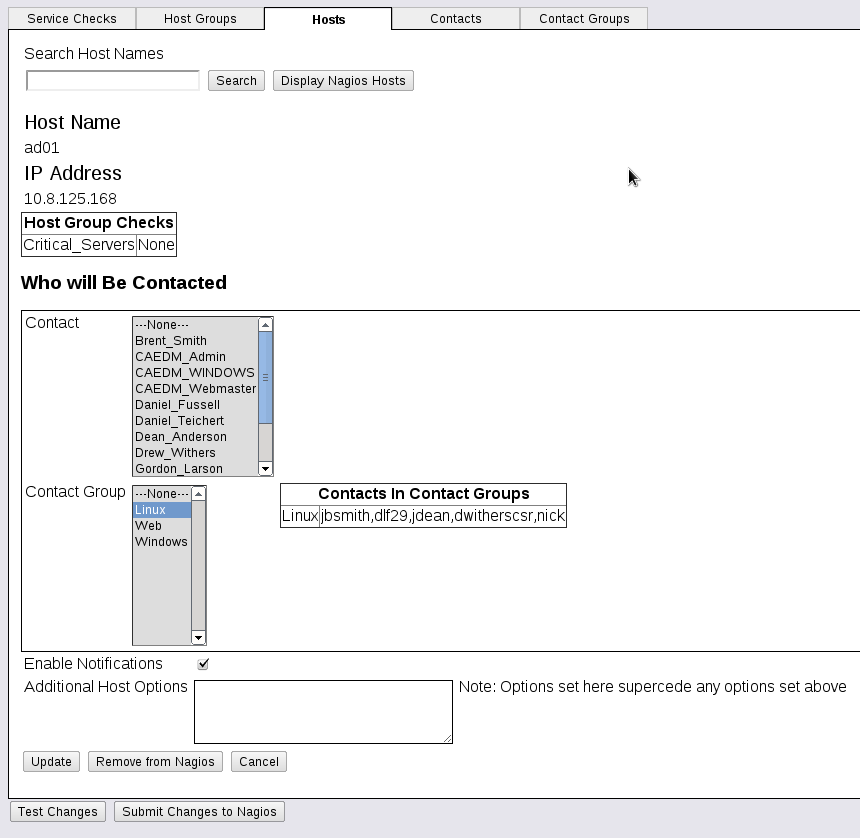 Service Checks Host Groups Hosts Contacts Contact Groups
Search Host Names
Search Display Nagios Hosts
Host Name
ad01
IP Address
10.8.125.168
Host Group Checks
Critical_Servers None
Who will Be Contacted
Contact
---None---
Brent_Smith
CAEDM_Admin
CAEDM_WINDOWS
CAEDM_Webmaster
Daniel_Fussell
Daniel_Teichert
Dean_Anderson
Drew_Withers
Gordon_Larson
Contact Group
---None---
Linux
Web
Windows
Contacts In Contact Groups
Linux jbsmith,dlf29,jdean,dwitherscsr,nick
Enable Notifications
Additional Host Options Note: Options set here supercede any options set above
Update Remove from Nagios Cancel
Test Changes Submit Changes to Nagios